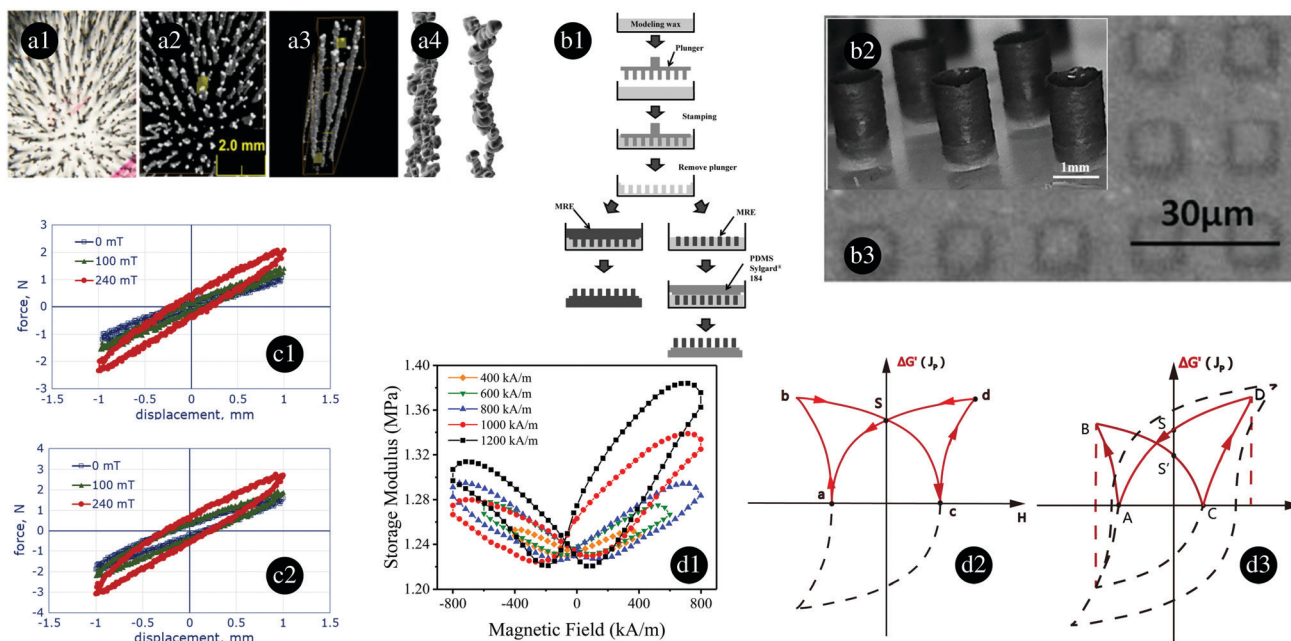 a1
a2
2.0 mm
a3
a4
b1
Modeling wax
Plunger
Stamping
Remove plunger
MRE
MRE
PDMS
Sylgard®
184
b2
1mm
30µm
b3
3
2
1
0
-1
-2
-3
-1.5 -1 -0.5 0 0.5 1 1.5
force, N
displacement, mm
0 mT
100 mT
240 mT
c1
4
3
2
1
0
-1
-2
-3
-4
-1.5 -1 -0.5 0 0.5 1 1.5
force, N
displacement, mm
0 mT
100 mT
240 mT
c2
1.40
1.36
1.32
1.28
1.24
1.20
Storage Modulus (MPa)
400 kA/m
600 kA/m
800 kA/m
1000 kA/m
1200 kA/m
-800 -400 0 400 800
Magnetic Field (kA/m)
d1
ΔG' (JP)
b
S
d
a
c
H
d2
ΔG' (JP)
B
S
D
S'
A
C
d3